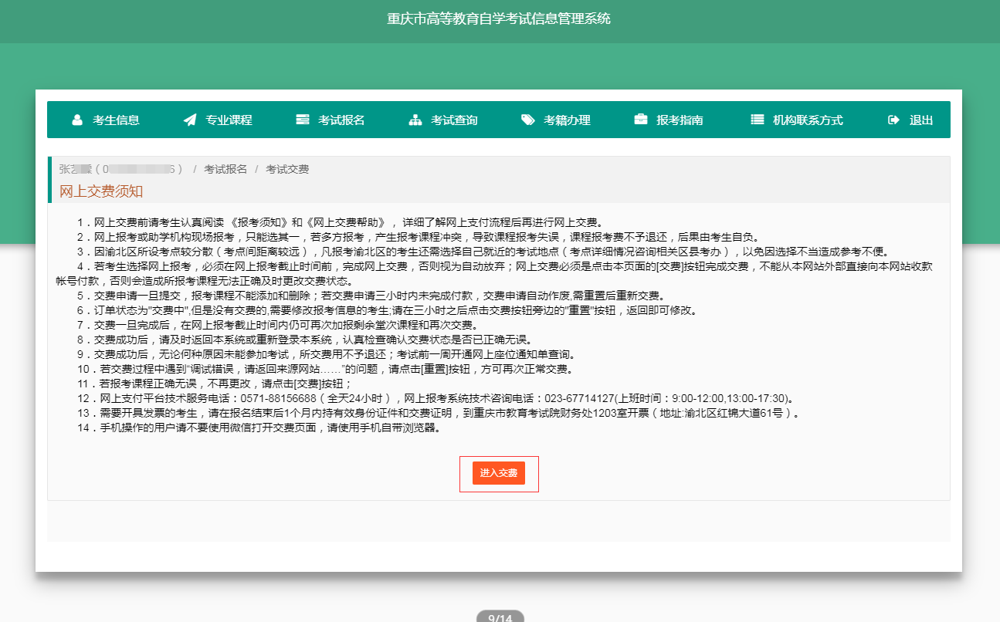 重庆市高等教育自学考试信息管理系统
考生信息 专业课程 考试报名 考试查询 考籍办理 报考指南 机构联系方式 退出
张艺 （0 6） / 考试报名 / 考试交费
网上交费须知
1．网上交费前请考生认真阅读 《报考须知》和《网上交费帮助》， 详细了解网上支付流程后再进行网上交费。
2．网上报考或助学机构现场报考，只能选其一，若多方报考，产生报考课程冲突，导致课程报考失误，课程报考费不予退还，后果由考生自负。
3．因渝北区所设考点较分散（考点间距离较远），凡报考渝北区的考生还需选择自己就近的考试地点（考点详细情况咨询相关区县考办），以免因选择不当造成参考不便。
4．若考生选择网上报考，必须在网上报考截止时间前，完成网上交费，否则视为自动放弃；网上交费必须是点击本页面的[交费]按钮完成交费，不能从本网站外部直接向本网站收款
帐号付款，否则会造成所报考课程无法正确及时更改交费状态。
5．交费申请一旦提交，报考课程不能添加和删除；若交费申请三小时内未完成付款，交费申请自动作废,需重置后重新交费。
6．订单状态为"交费中",但是没有交费的,需要修改报考信息的考生;请在三小时之后点击交费按钮旁边的"重置"按钮，返回即可修改。
7．交费一旦完成后，在网上报考截止时间内仍可再次加报剩余堂次课程和再次交费。
8．交费成功后，请及时返回本系统或重新登录本系统，认真检查确认交费状态是否已正确无误。
9．交费成功后，无论何种原因未能参加考试，所交费用不予退还；考试前一周开通网上座位通知单查询。
10．若交费过程中遇到“调试错误，请返回来源网站……”的问题，请点击[重置]按钮，方可再次正常交费。
11．若报考课程正确无误，不再更改，请点击[交费]按钮；
12．网上支付平台技术服务电话：0571-88156688（全天24小时），网上报考系统技术咨询电话：023-67714127(上班时间：9:00-12:00,13:00-17:30)。
13．需要开具发票的考生，请在报名结束后1个月内持有效身份证件和交费证明，到重庆市教育考试院财务处1203室开票（地址:渝北区红锦大道61号）。
14．手机操作的用户请不要使用微信打开交费页面，请使用手机自带浏览器。
进入交费
9/14